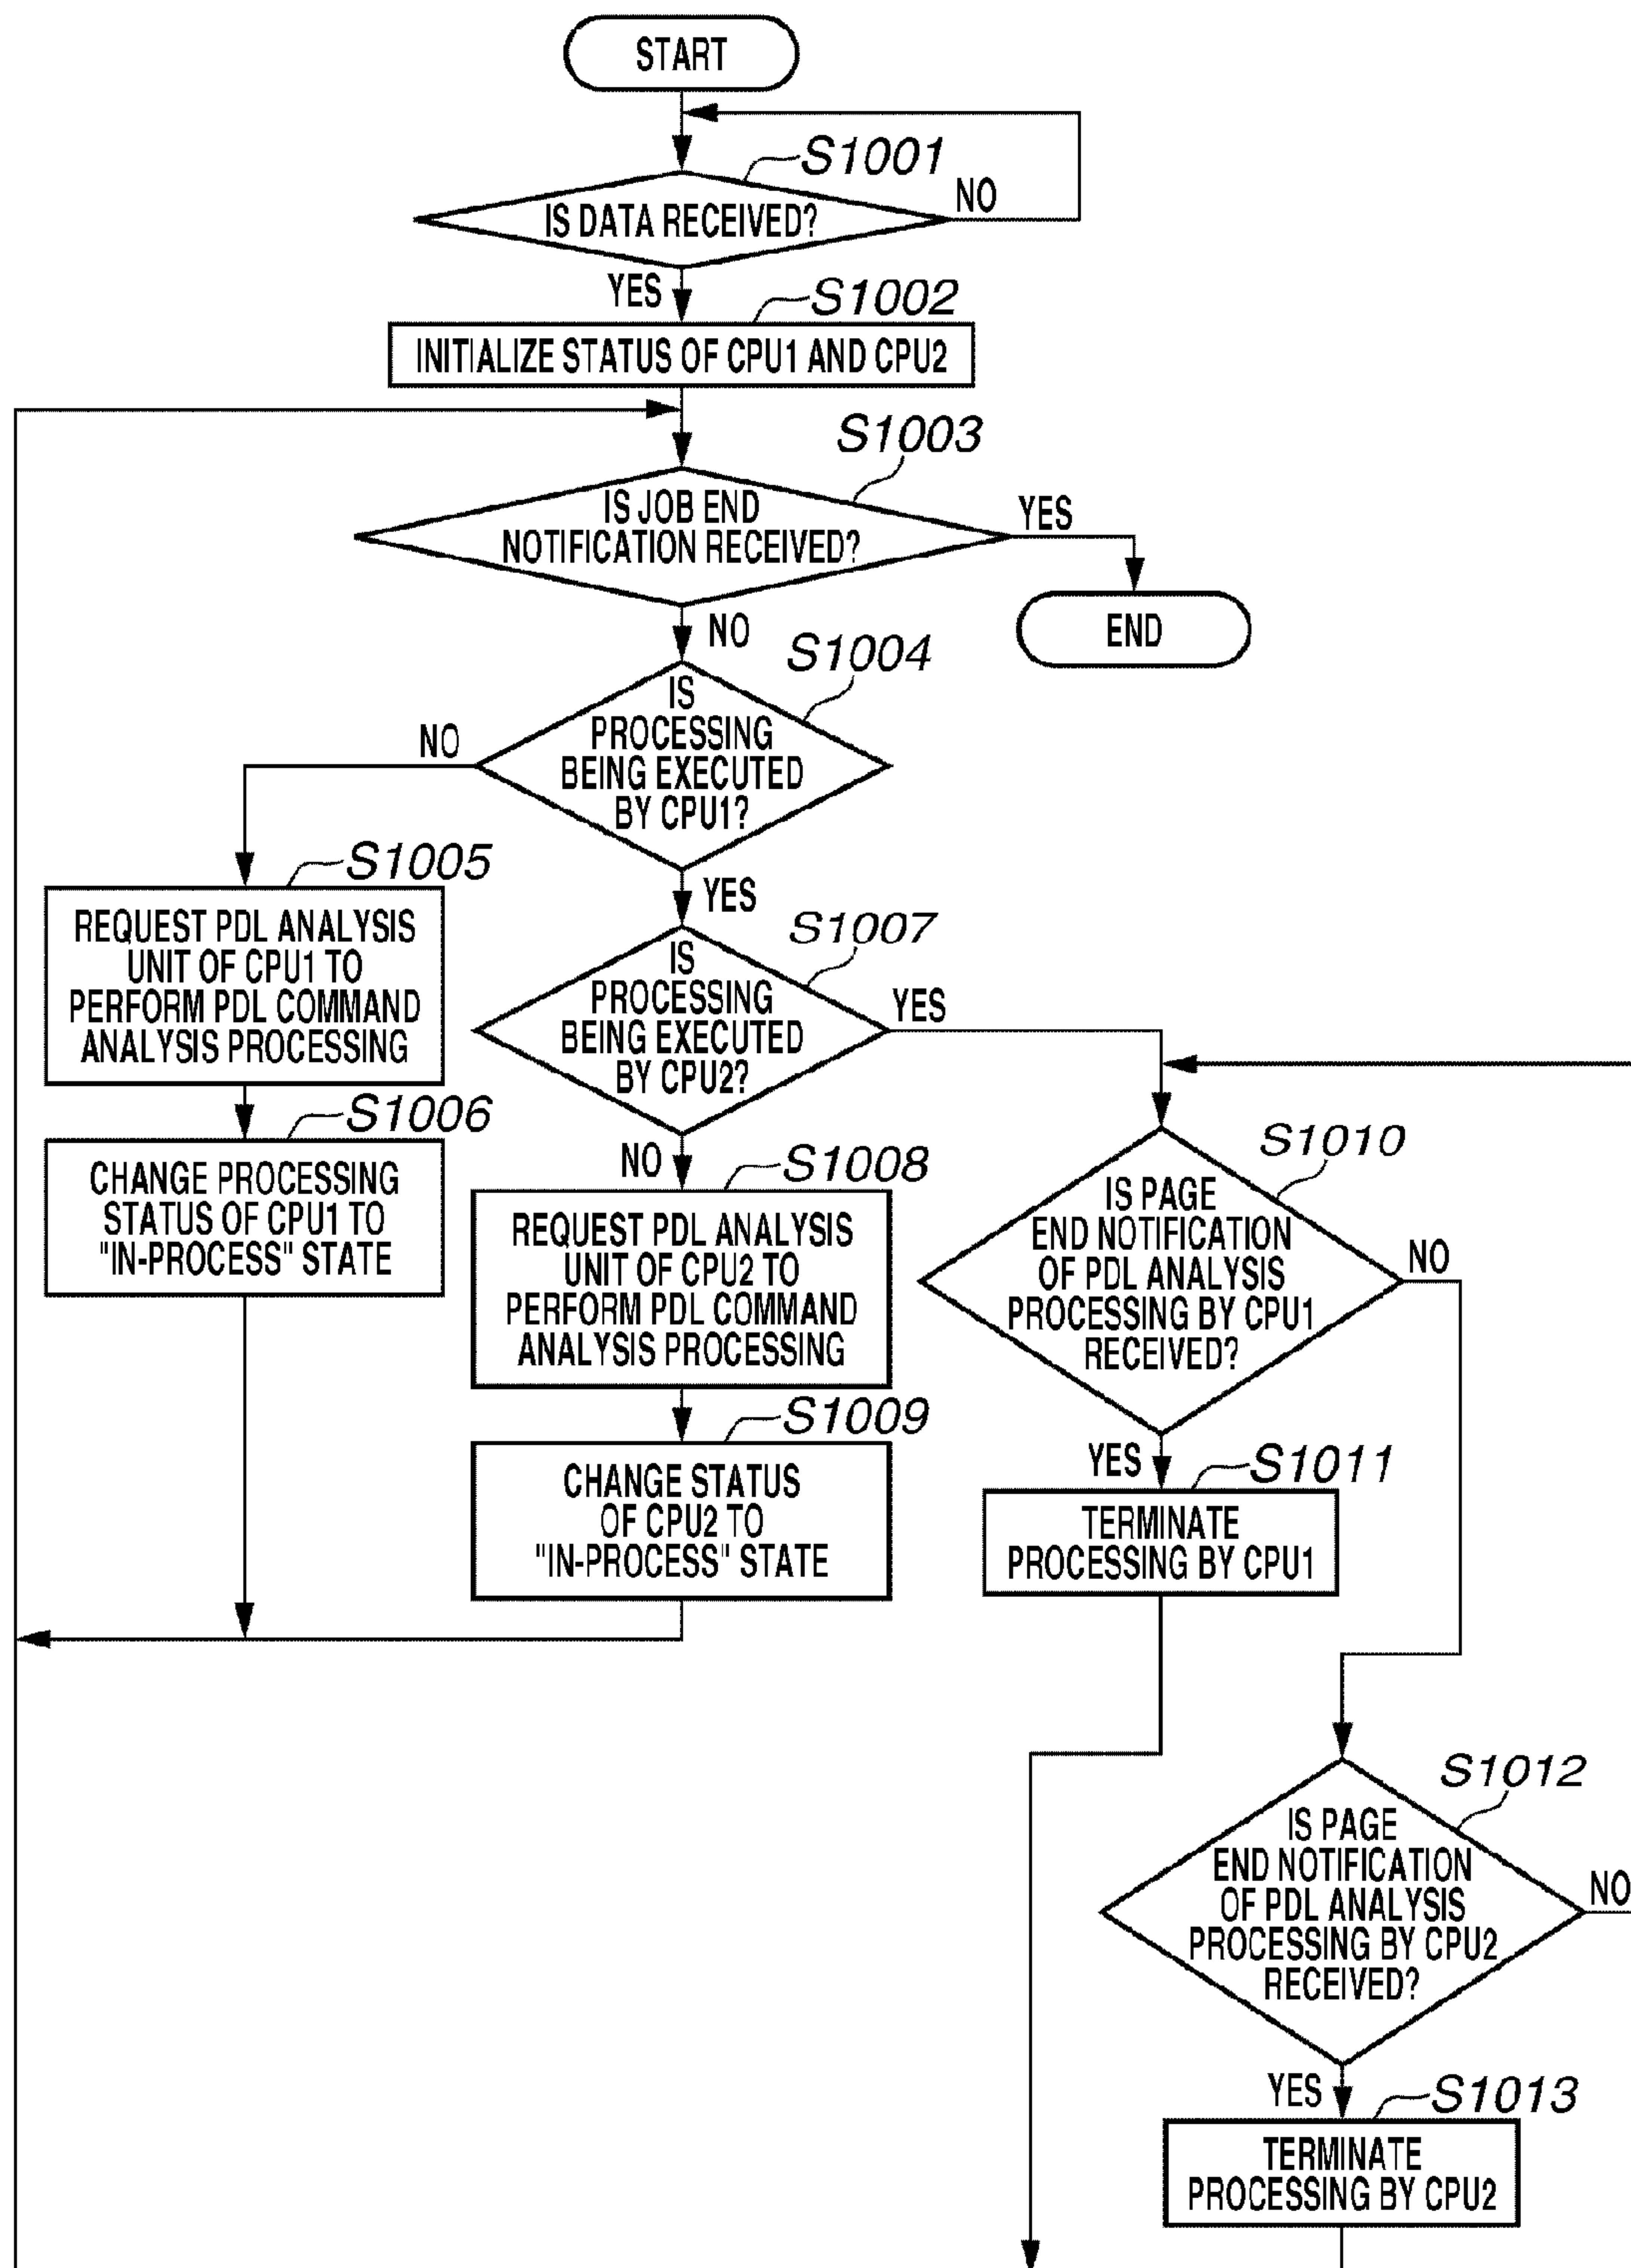 START
S1001
IS DATA RECEIVED?
NO
YES
S1002
INITIALIZE STATUS OF CPU1 AND CPU2
S1003
IS JOB END
NOTIFICATION RECEIVED?
YES
END
NO
S1004
IS
PROCESSING
BEING EXECUTED
BY CPU1?
NO
YES
S1005
REQUEST PDL ANALYSIS
UNIT OF CPU1 TO
PERFORM PDL COMMAND
ANALYSIS PROCESSING
S1006
CHANGE PROCESSING
STATUS OF CPU1 TO
"IN-PROCESS" STATE
S1007
IS
PROCESSING
BEING EXECUTED
BY CPU2?
YES
NO
S1008
REQUEST PDL ANALYSIS
UNIT OF CPU2 TO
PERFORM PDL COMMAND
ANALYSIS PROCESSING
S1009
CHANGE STATUS
OF CPU2 TO
"IN-PROCESS" STATE
S1010
IS PAGE
END NOTIFICATION
OF PDL ANALYSIS
PROCESSING BY CPU1
RECEIVED?
NO
YES
S1011
TERMINATE
PROCESSING BY CPU1
S1012
IS PAGE
END NOTIFICATION
OF PDL ANALYSIS
PROCESSING BY CPU2
RECEIVED?
NO
YES
S1013
TERMINATE
PROCESSING BY CPU2